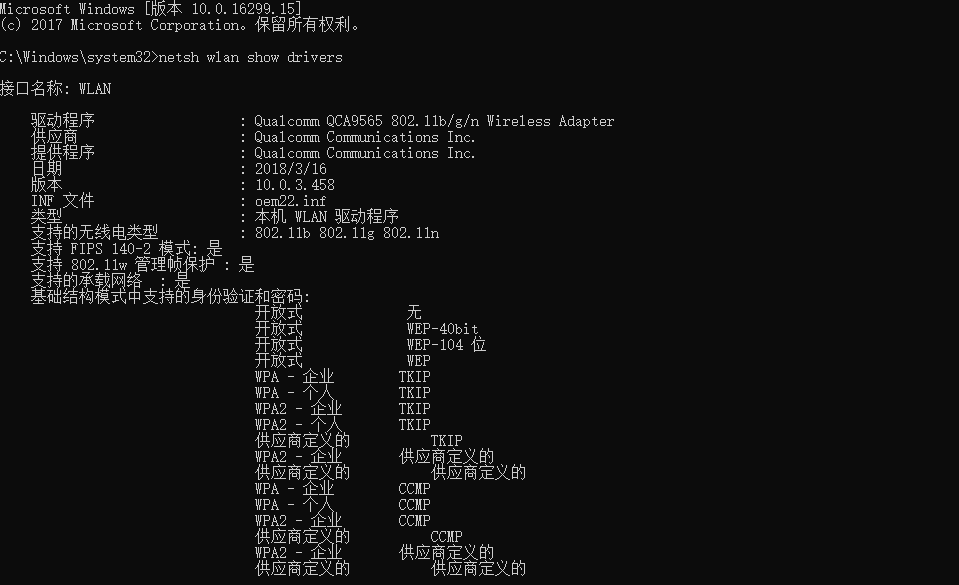 Microsoft Windows [版本 10.0.16299.15]
(c) 2017 Microsoft Corporation。保留所有权利。
C:\Windows\system32>netsh wlan show drivers
接口名称: WLAN
驱动程序 : Qualcomm QCA9565 802.11b/g/n Wireless Adapter
供应商 : Qualcomm Communications Inc.
提供程序 : Qualcomm Communications Inc.
日期 : 2018/3/16
版本 : 10.0.3.458
INF 文件 : oem22.inf
类型 : 本机 WLAN 驱动程序
支持的无线电类型 : 802.11b 802.11g 802.11n
支持 FIPS 140-2 模式: 是
支持 802.11w 管理帧保护 : 是
支持的承载网络 : 是
基础结构模式中支持的身份验证和密码:
开放式 无
开放式 WEP-40bit
开放式 WEP-104 位
开放式 WEP
WPA - 企业 TKIP
WPA - 个人 TKIP
WPA2 - 企业 TKIP
WPA2 - 个人 TKIP
供应商定义的 TKIP
WPA2 - 企业 供应商定义的
供应商定义的 供应商定义的
WPA - 企业 CCMP
WPA - 个人 CCMP
WPA2 - 企业 CCMP
供应商定义的 CCMP
WPA2 - 企业 供应商定义的
供应商定义的 供应商定义的